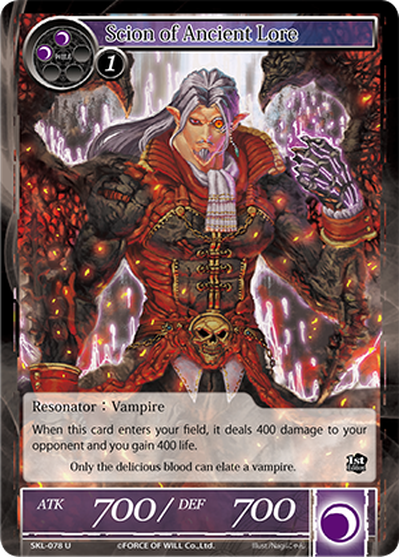 Scion of Ancient Lore
WILL
1
Resonator : Vampire
When this card enters your field, it deals 400 damage to your
opponent and you gain 400 life.
1st
Edition
Only the delicious blood can elate a vampire.
ATK 700/ DEF 700
SKL-078 U ©FORCE OF WILL Co.,Ltd. Illust/